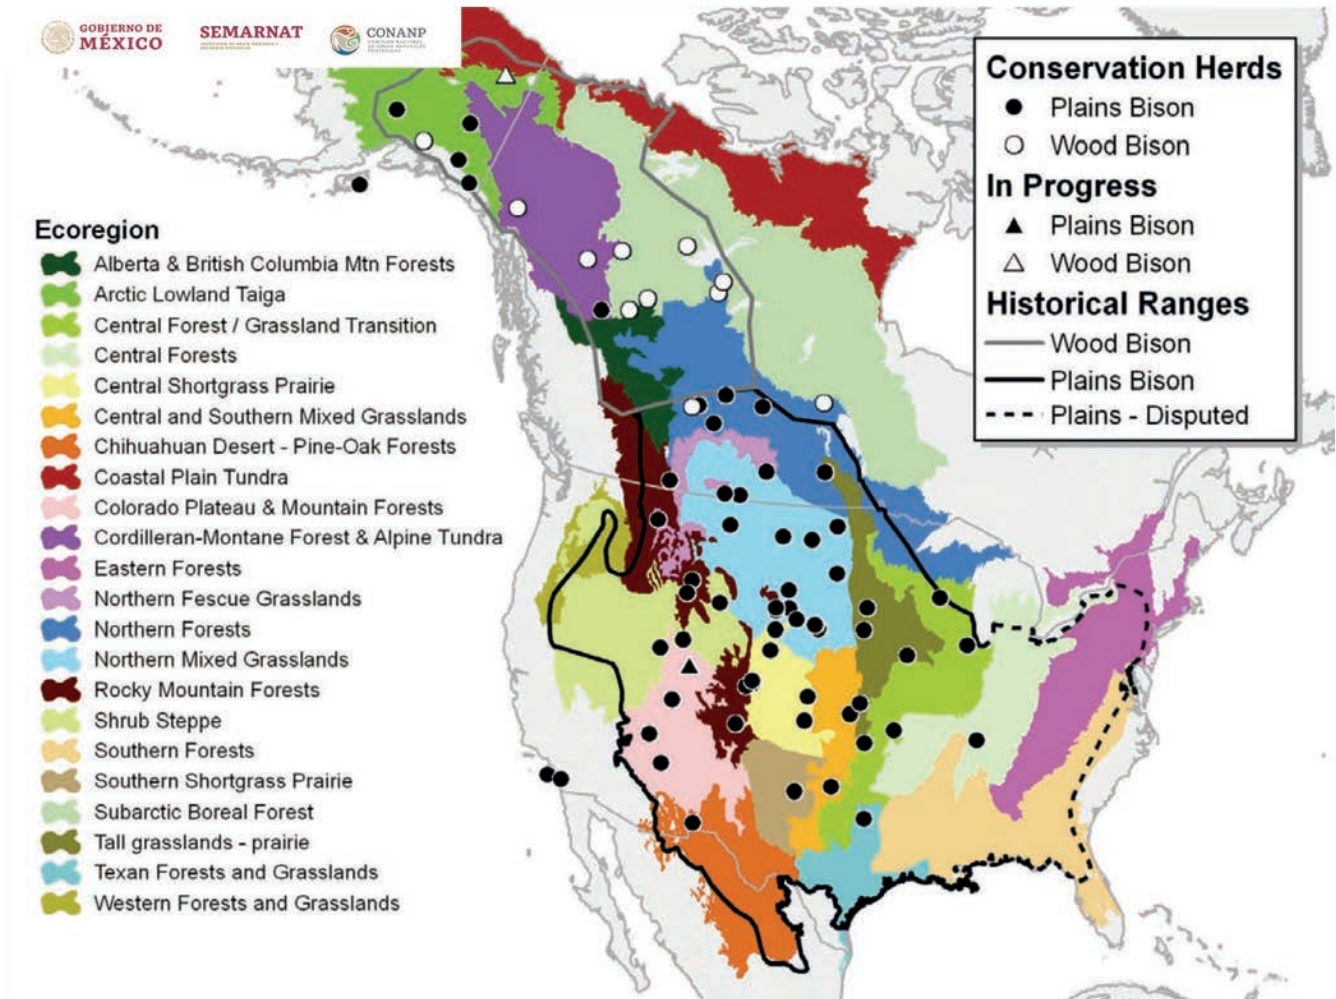 GOBIERNO DE
MÉXICO
SEMARNAT
CONANP
Conservation Herds
Plains Bison
Wood Bison
In Progress
Plains Bison
Wood Bison
Historical Ranges
Wood Bison
Plains Bison
Plains - Disputed
Ecoregion
Alberta & British Columbia Mtn Forests
Arctic Lowland Taiga
Central Forest / Grassland Transition
Central Forests
Central Shortgrass Prairie
Central and Southern Mixed Grasslands
Chihuahuan Desert - Pine-Oak Forests
Coastal Plain Tundra
Colorado Plateau & Mountain Forests
Cordilleran-Montane Forest & Alpine Tundra
Eastern Forests
Northern Fescue Grasslands
Northern Forests
Northern Mixed Grasslands
Rocky Mountain Forests
Shrub Steppe
Southern Forests
Southern Shortgrass Prairie
Subarctic Boreal Forest
Tall grasslands - prairie
Texan Forests and Grasslands
Western Forests and Grasslands